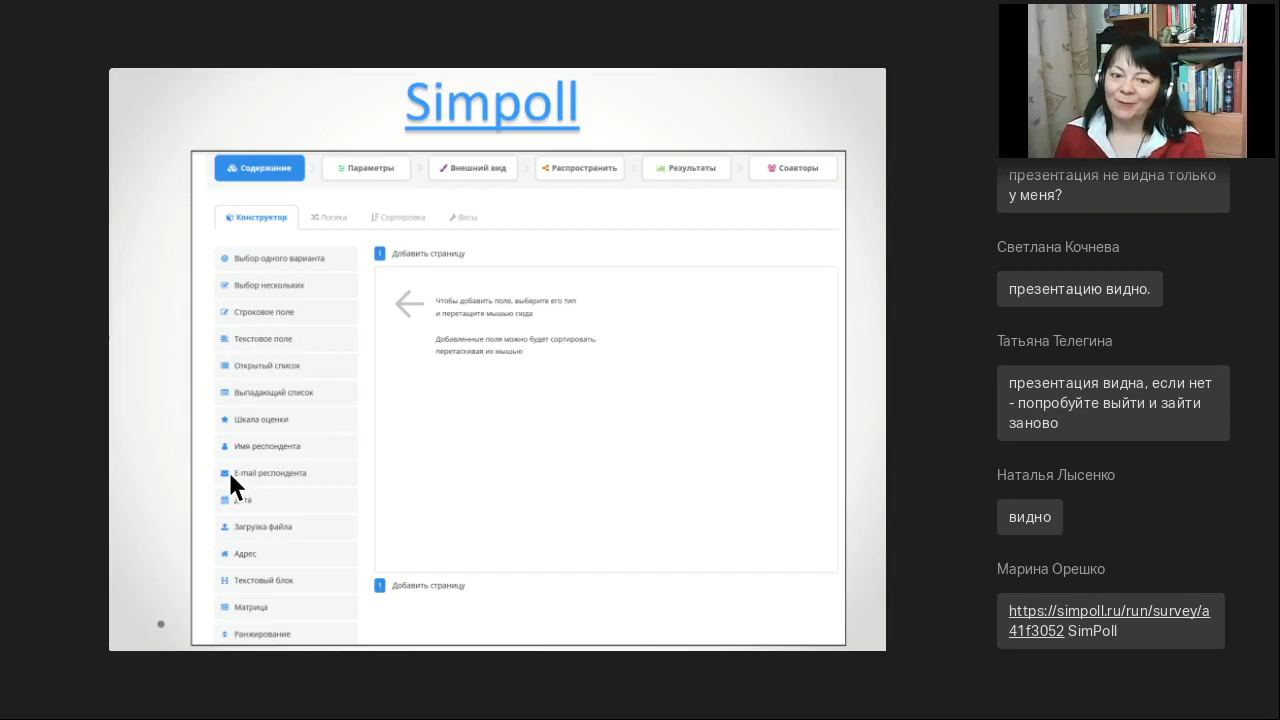 Simpoll
Содержание
Параметры
Внешний вид
Распространить
Результаты
Соавторы
Конструктор
Логика
Сортировка
Весы
Выбор одного варианта
Выбор нескольких
Строковое поле
Текстовое поле
Открытый список
Выпадающий список
Шкала оценки
Имя респондента
E-mail респондента
Загрузка файла
Адрес
Текстовый блок
Матрица
Ранжирование
1 Добавить страницу
Чтобы добавить поле, выберите его тип
и перетащите мышью сюда
Добавленные поля можно будет сортировать,
перетаскивая их мышью
1 Добавить страницу
презентация не видна только
у меня?
Светлана Кочнева
презентацию видно.
Татьяна Телегина
презентация видна, если нет
- попробуйте выйти и зайти
заново
Наталья Лысенко
видно
Марина Орешко
https://simpoll.ru/run/survey/a
41f3052 SimPoll